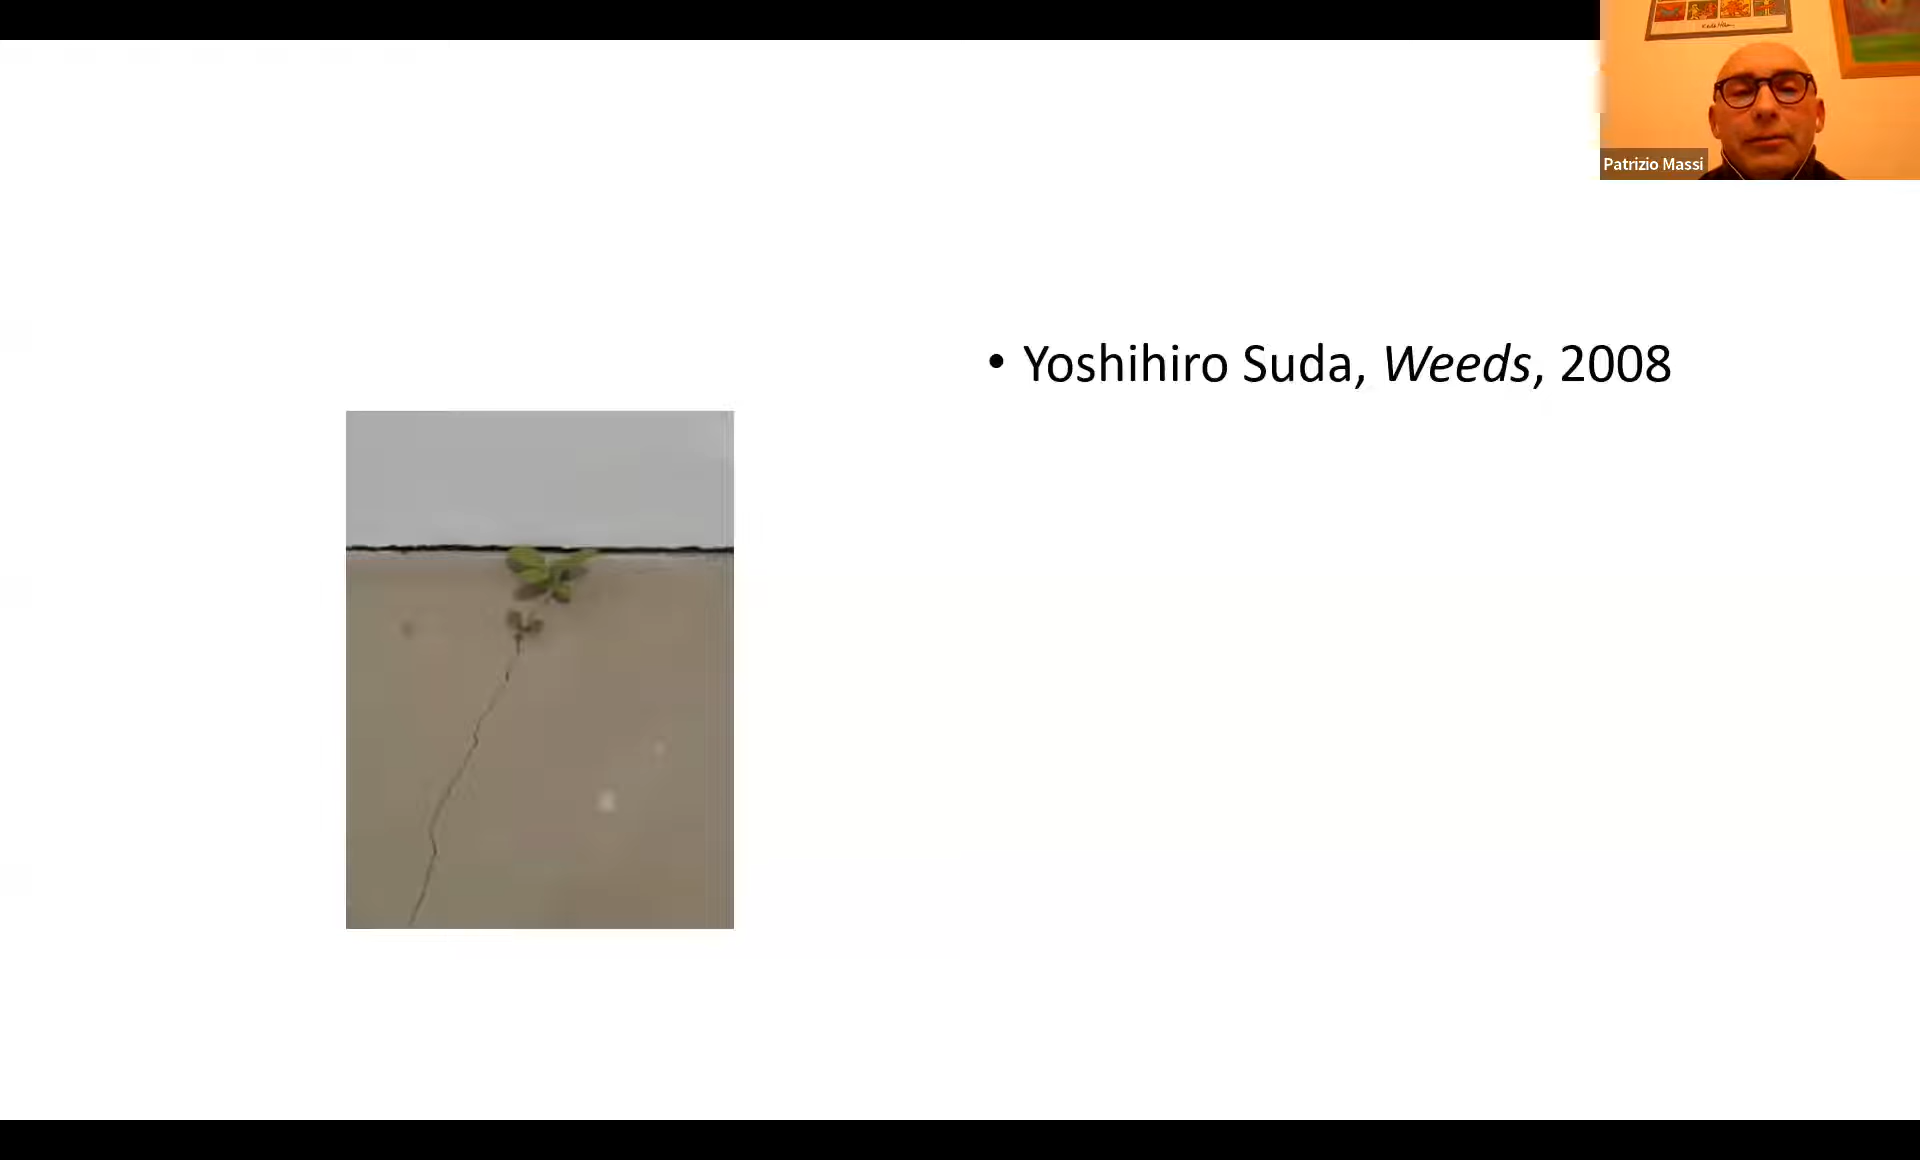 • Yoshihiro Suda, Weeds, 2008
Patrizio Massi